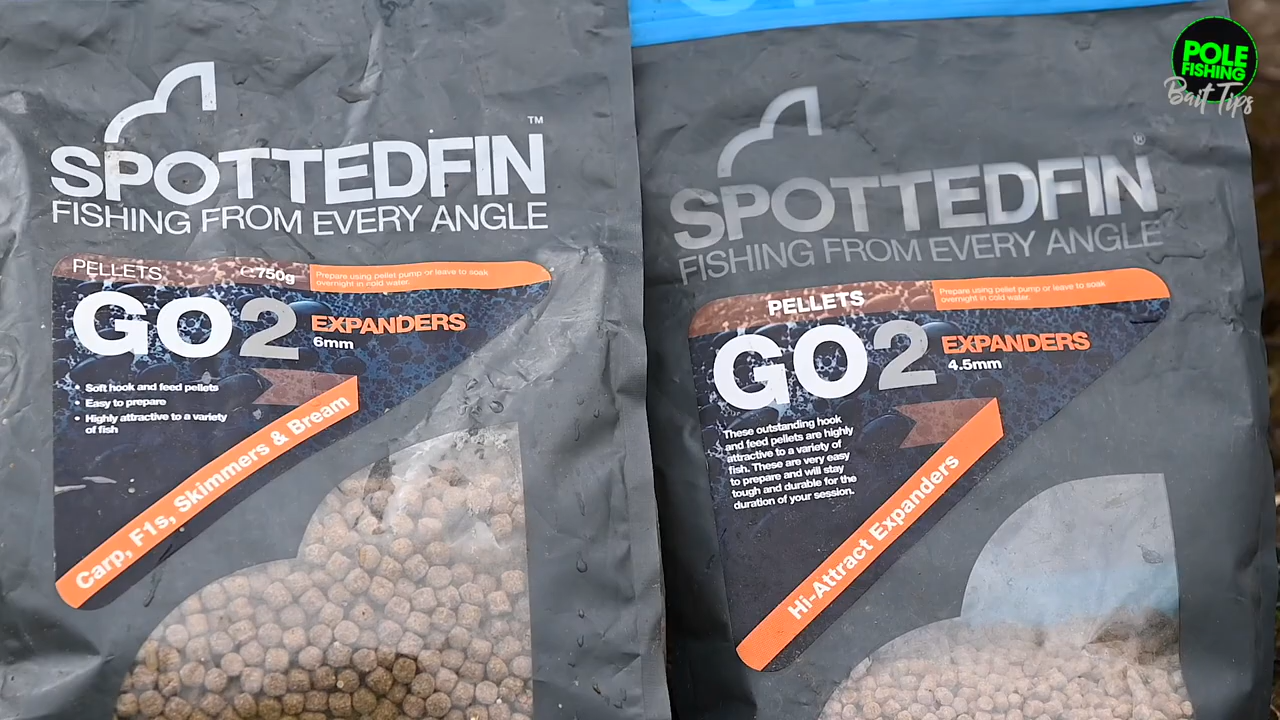 SPOTTEDFIN™
FISHING FROM EVERY ANGLE
PELLETS
℮750g
Prepare using pellet pump or leave to soak
overnight in cold water.
GO2
EXPANDERS
6mm
• Soft hook and feed pellets
• Easy to prepare
• Highly attractive to a variety
of fish
Carp, F1s, Skimmers & Bream
SPOTTEDFIN®
FISHING FROM EVERY ANGLE
PELLETS
Prepare using pellet pump or leave to soak
overnight in cold water.
GO2
EXPANDERS
4.5mm
These outstanding hook
and feed pellets are highly
attractive to a variety of
fish. These are very easy
to prepare and will stay
tough and durable for the
duration of your session.
Hi-Attract Expanders
POLE
FISHING
Bait Tips